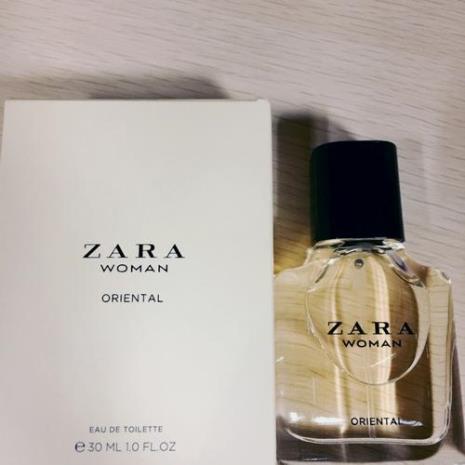 ZARA
WOMAN
ORIENTAL
EAU DE TOILETTE
℮30 ML 1.0 FL.OZ
ZARA
WOMAN
ORIENTAL